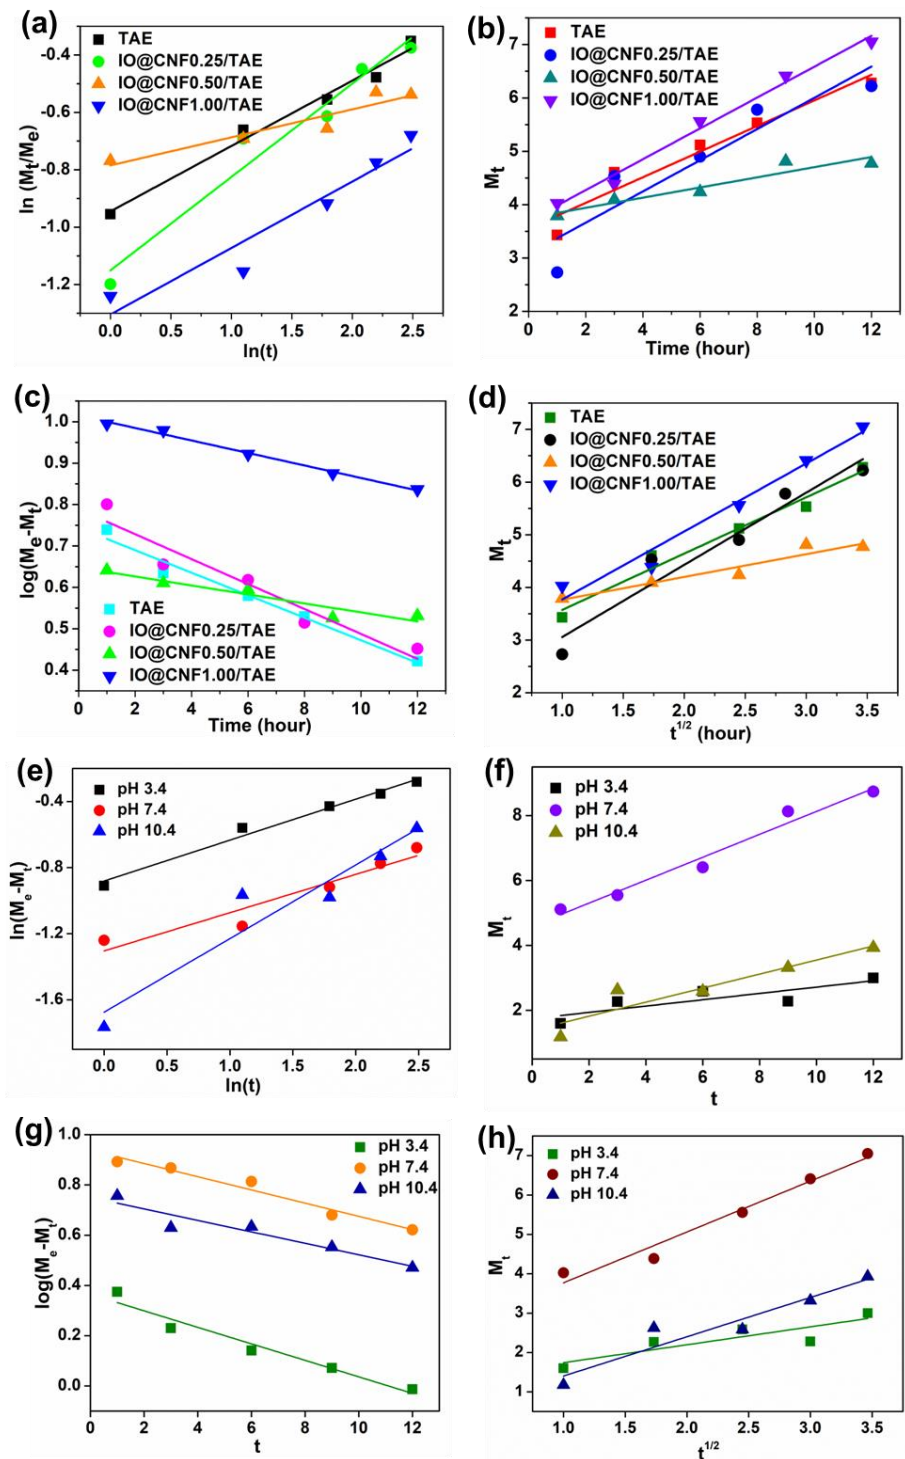 (a)
TAE
IO@CNF0.25/TAE
IO@CNF0.50/TAE
IO@CNF1.00/TAE
-0.4
-0.6
-0.8
-1.0
-1.2
ln (Mt/Me)
0.0 0.5 1.0 1.5 2.0 2.5
ln(t)
(b)
TAE
IO@CNF0.25/TAE
IO@CNF0.50/TAE
IO@CNF1.00/TAE
7
6
5
4
3
2
Mt
0 2 4 6 8 10 12
Time (hour)
(c)
1.0
0.9
0.8
0.7
0.6
0.5
0.4
log(Me-Mt)
TAE
IO@CNF0.25/TAE
IO@CNF0.50/TAE
IO@CNF1.00/TAE
0 2 4 6 8 10 12
Time (hour)
(d)
TAE
IO@CNF0.25/TAE
IO@CNF0.50/TAE
IO@CNF1.00/TAE
7
6
5
4
3
2
Mt
1.0 1.5 2.0 2.5 3.0 3.5
t1/2 (hour)
(e)
pH 3.4
pH 7.4
pH 10.4
-0.4
-0.8
-1.2
-1.6
ln(Me-Mt)
0.0 0.5 1.0 1.5 2.0 2.5
ln(t)
(f)
pH 3.4
pH 7.4
pH 10.4
8
6
4
2
Mt
0 2 4 6 8 10 12
t
(g)
pH 3.4
pH 7.4
pH 10.4
1.0
0.8
0.6
0.4
0.2
0.0
log(Me-Mt)
0 2 4 6 8 10 12
t
(h)
pH 3.4
pH 7.4
pH 10.4
7
6
5
4
3
2
1
Mt
1.0 1.5 2.0 2.5 3.0 3.5
t1/2